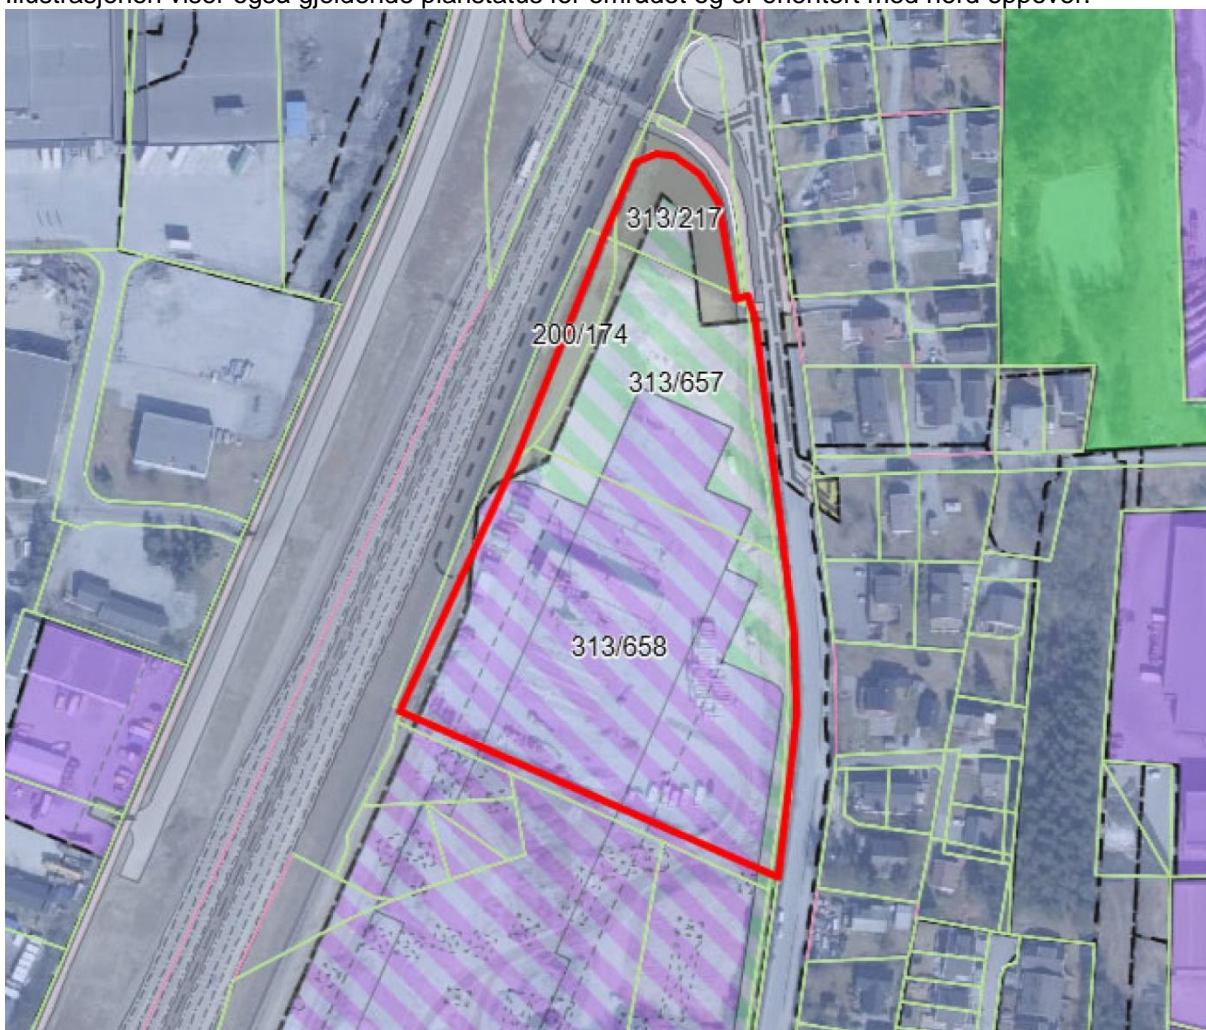 Illustrasjonen viser også gjeldende planstatus for området og er orientert med nord oppover.
313/217
200/174
313/657
313/658